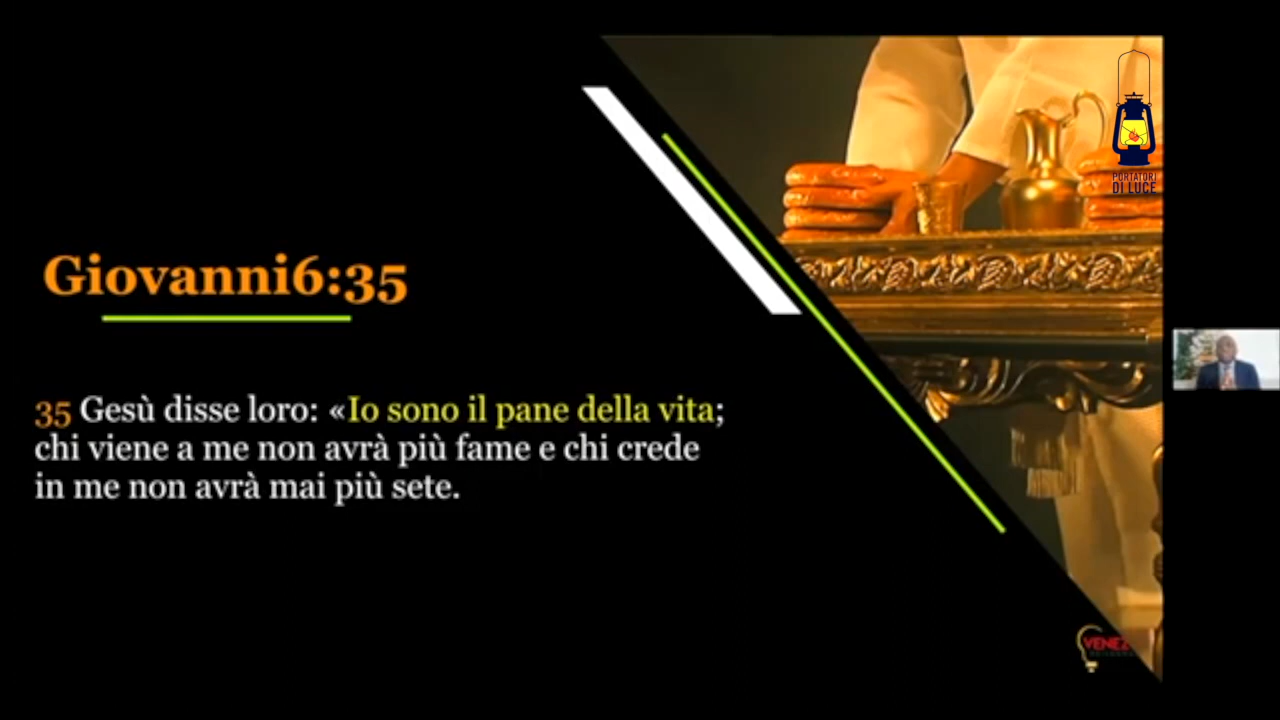 Giovanni6:35
35 Gesù disse loro: «Io sono il pane della vita;
chi viene a me non avrà più fame e chi crede
in me non avrà mai più sete.
PORTATORI
DI LUCE